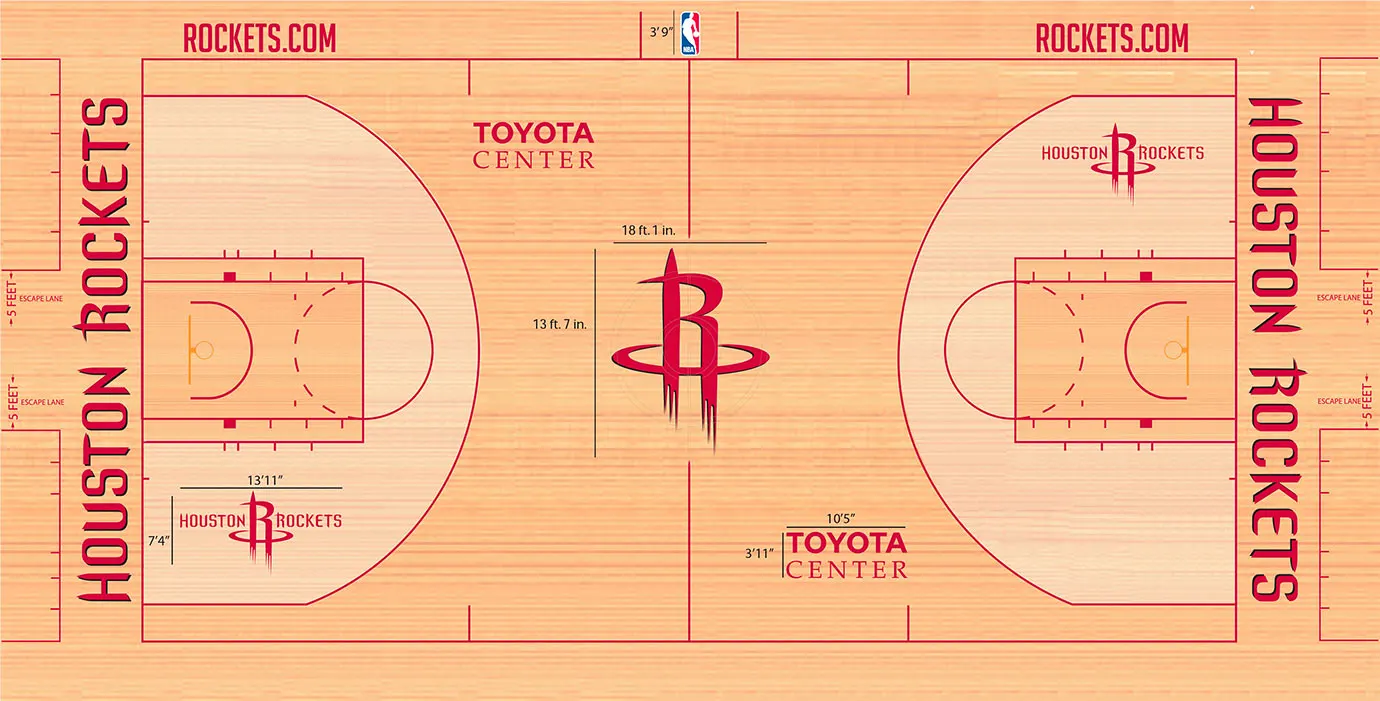 ROCKETS.COM
3'9"
NBA
ROCKETS.COM
HOUSTON ROCKETS
TOYOTA
CENTER
HOUSTON ROCKETS
HOUSTON ROCKETS
18 ft. 1 in.
13 ft. 7 in.
5 FEET
ESCAPE LANE
ESCAPE LANE
5 FEET
5 FEET
ESCAPE LANE
ESCAPE LANE
5 FEET
13'11"
7'4"
HOUSTON ROCKETS
10'5"
3'11"
TOYOTA
CENTER